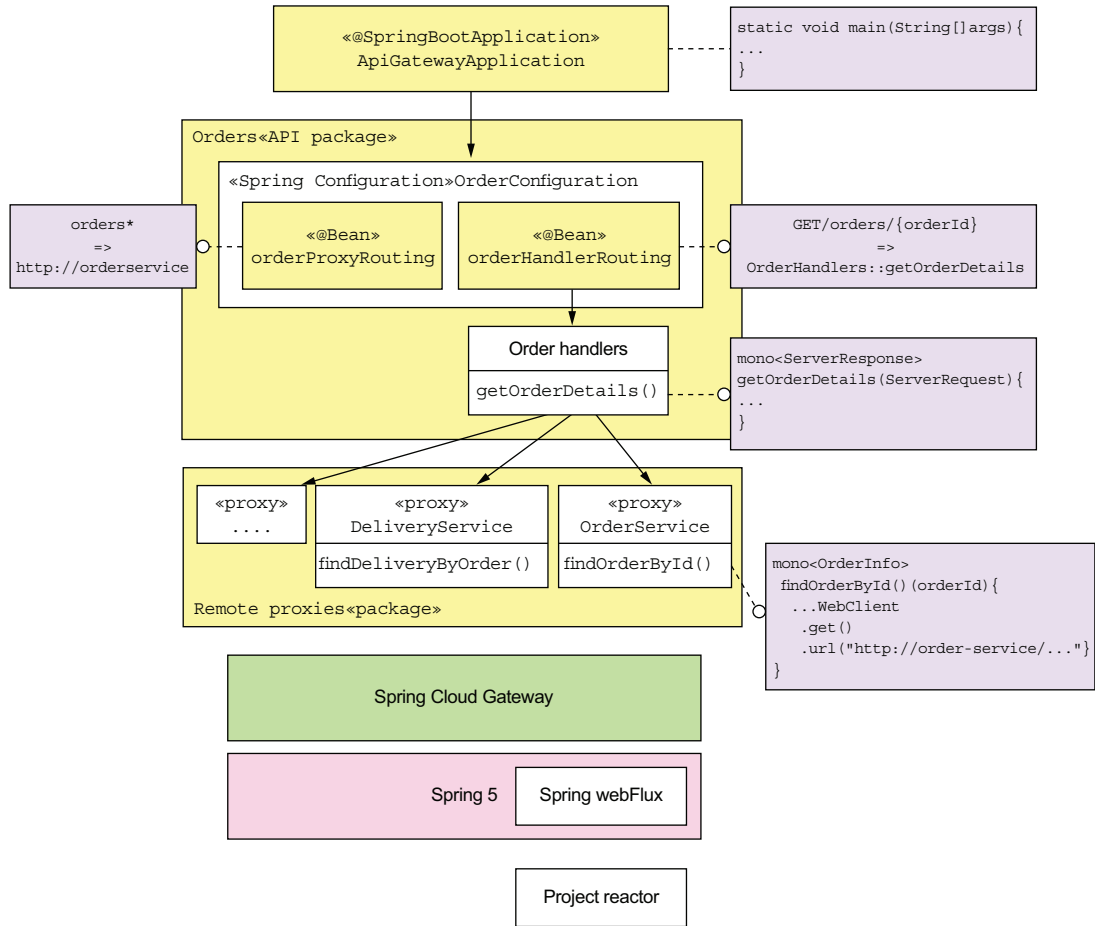 «@SpringBootApplication»
ApiGatewayApplication
static void main(String[]args){
...
}
Orders«API package»
«Spring Configuration»OrderConfiguration
orders*
=>
http://orderservice
«@Bean»
orderProxyRouting
«@Bean»
orderHandlerRouting
GET/orders/{orderId}
=>
OrderHandlers::getOrderDetails
Order handlers
getOrderDetails()
mono<ServerResponse>
getOrderDetails(ServerRequest){
...
}
«proxy»
....
«proxy»
DeliveryService
findDeliveryByOrder()
«proxy»
OrderService
findOrderById()
Remote proxies«package»
mono<OrderInfo>
findOrderById()(orderId){
...WebClient
.get()
.url("http://order-service/..."}
}
Spring Cloud Gateway
Spring 5
Spring webFlux
Project reactor